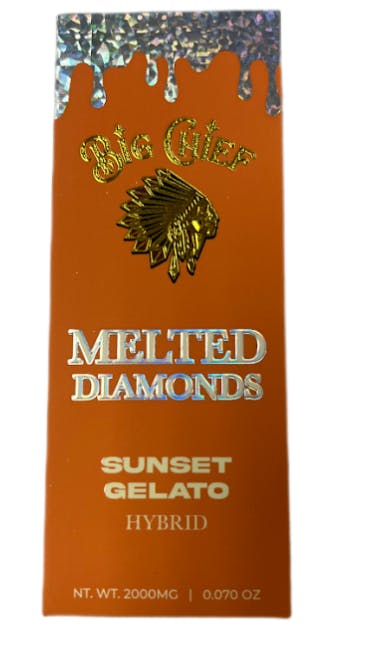 BIG CHIEF
MELTED
DIAMONDS
SUNSET
GELATO
HYBRID
NT. WT. 2000MG | 0.070 OZ